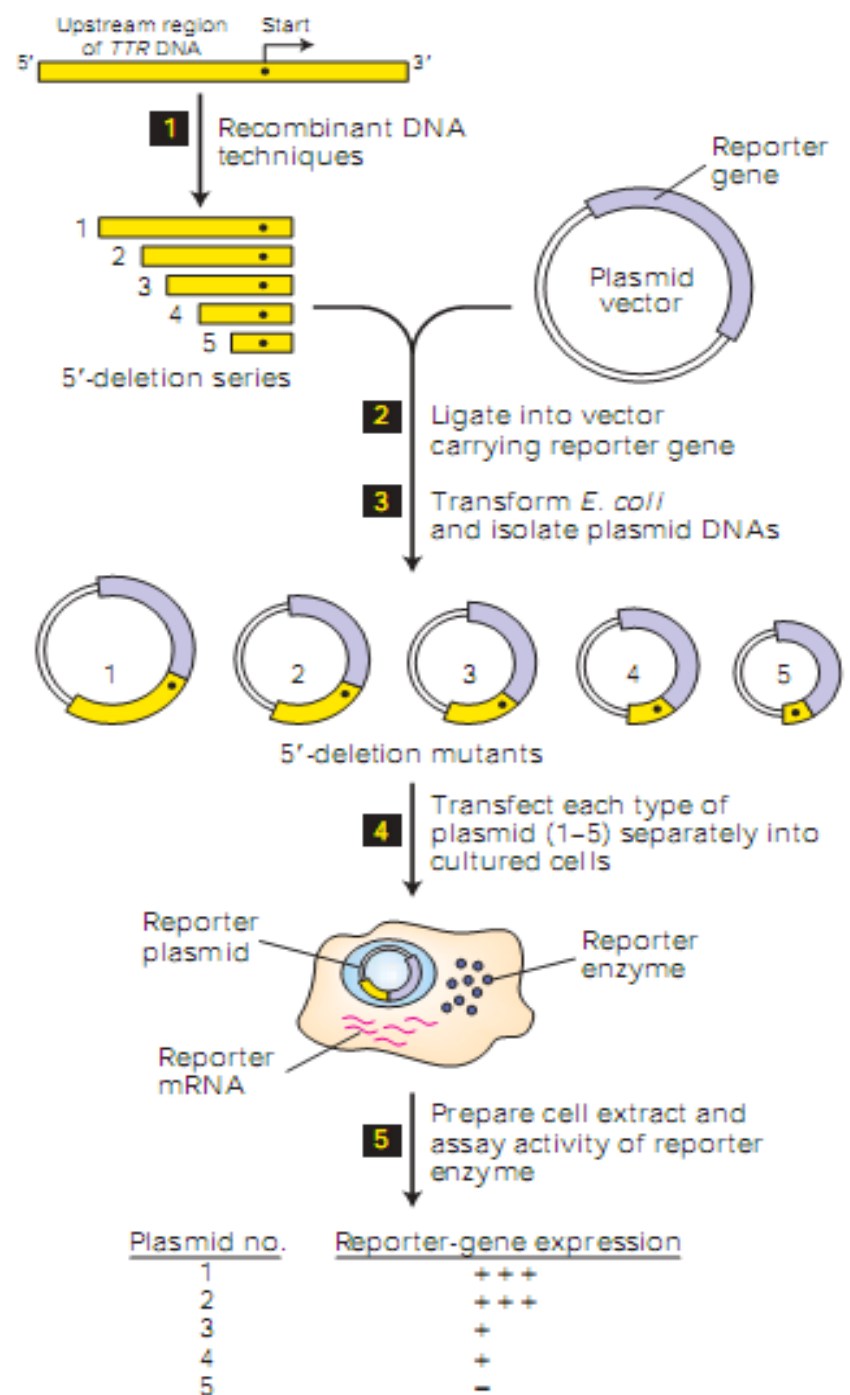 Upstream region
of TTR DNA
Start
5′
3′
1 Recombinant DNA
techniques
Reporter
gene
Plasmid
vector
1
2
3
4
5
5′-deletion series
2 Ligate into vector
carrying reporter gene
3 Transform E. coli
and isolate plasmid DNAs
1 2 3 4 5
5′-deletion mutants
4 Transfect each type of
plasmid (1–5) separately into
cultured cells
Reporter
plasmid
Reporter
enzyme
Reporter
mRNA
5 Prepare cell extract and
assay activity of reporter
enzyme
Plasmid no. Reporter-gene expression
1 +++
2 +++
3 +
4 +
5 –